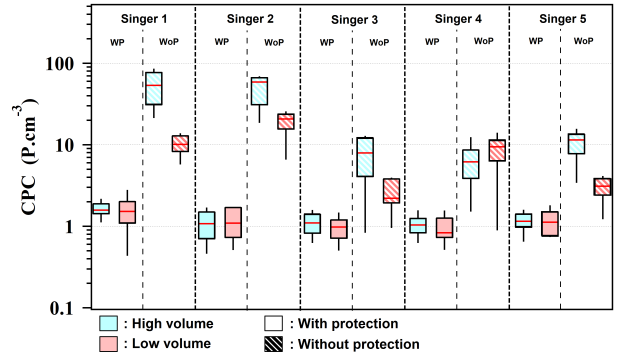 Singer 1 Singer 2 Singer 3 Singer 4 Singer 5
WP WoP WP WoP WP WoP WP WoP WP WoP
100
10
1
0.1
CPC (P.cm⁻³)
: High volume : With protection
: Low volume : Without protection